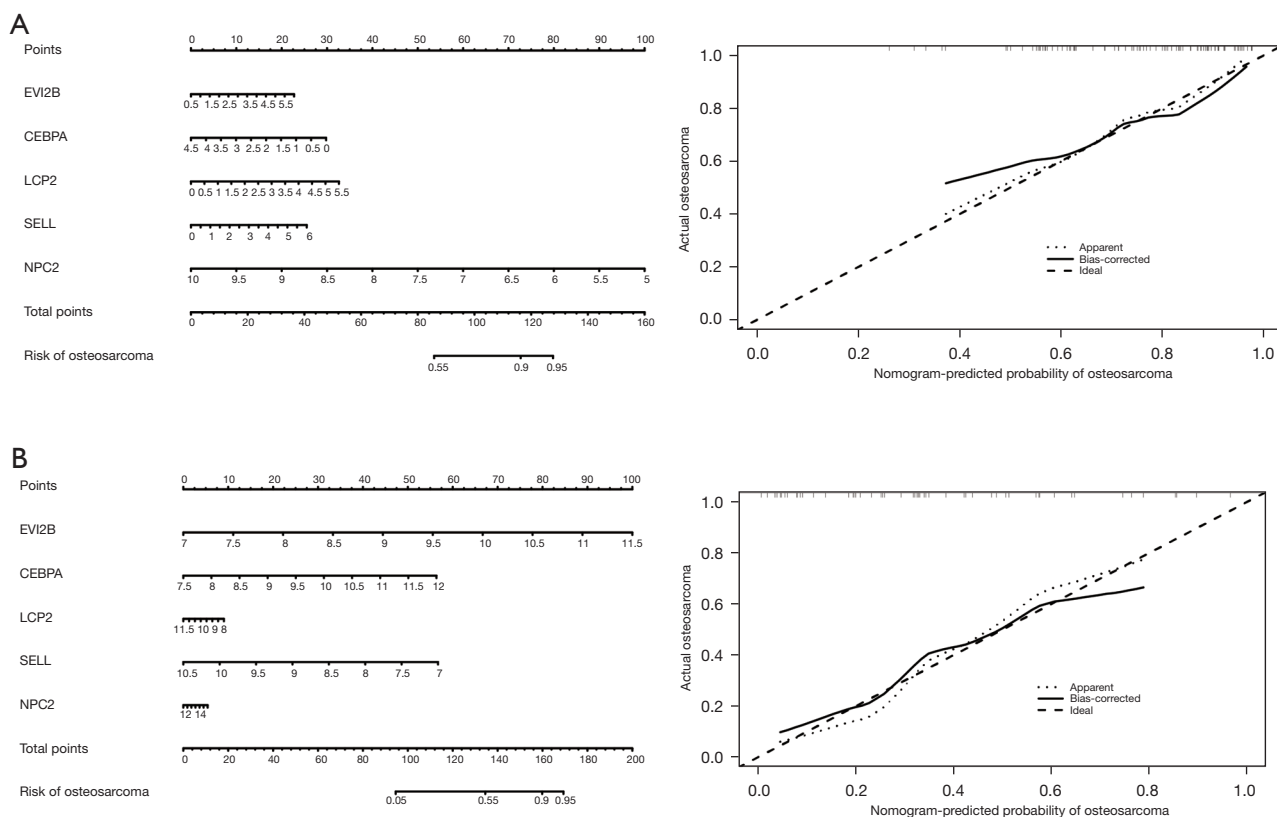 A
Points
0 10 20 30 40 50 60 70 80 90 100
EVI2B
0.5 1.5 2.5 3.5 4.5 5.5
CEBPA
4.5 4 3.5 3 2.5 2 1.5 1 0.5 0
LCP2
0 0.5 1 1.5 2 2.5 3 3.5 4 4.5 5 5.5
SELL
0 1 2 3 4 5 6
NPC2
10 9.5 9 8.5 8 7.5 7 6.5 6 5.5 5
Total points
0 20 40 60 80 100 120 140 160
Risk of osteosarcoma
0.55 0.9 0.95
Actual osteosarcoma
1.0
0.8
0.6
0.4
0.2
0.0
Apparent
Bias-corrected
Ideal
0.0 0.2 0.4 0.6 0.8 1.0
Nomogram-predicted probability of osteosarcoma
B
Points
0 10 20 30 40 50 60 70 80 90 100
EVI2B
7 7.5 8 8.5 9 9.5 10 10.5 11 11.5
CEBPA
7.5 8 8.5 9 9.5 10 10.5 11 11.5 12
LCP2
11.5 10 9 8
SELL
10.5 10 9.5 9 8.5 8 7.5 7
NPC2
12 14
Total points
0 20 40 60 80 100 120 140 160 180 200
Risk of osteosarcoma
0.05 0.55 0.9 0.95
Actual osteosarcoma
1.0
0.8
0.6
0.4
0.2
0.0
Apparent
Bias-corrected
Ideal
0.0 0.2 0.4 0.6 0.8 1.0
Nomogram-predicted probability of osteosarcoma